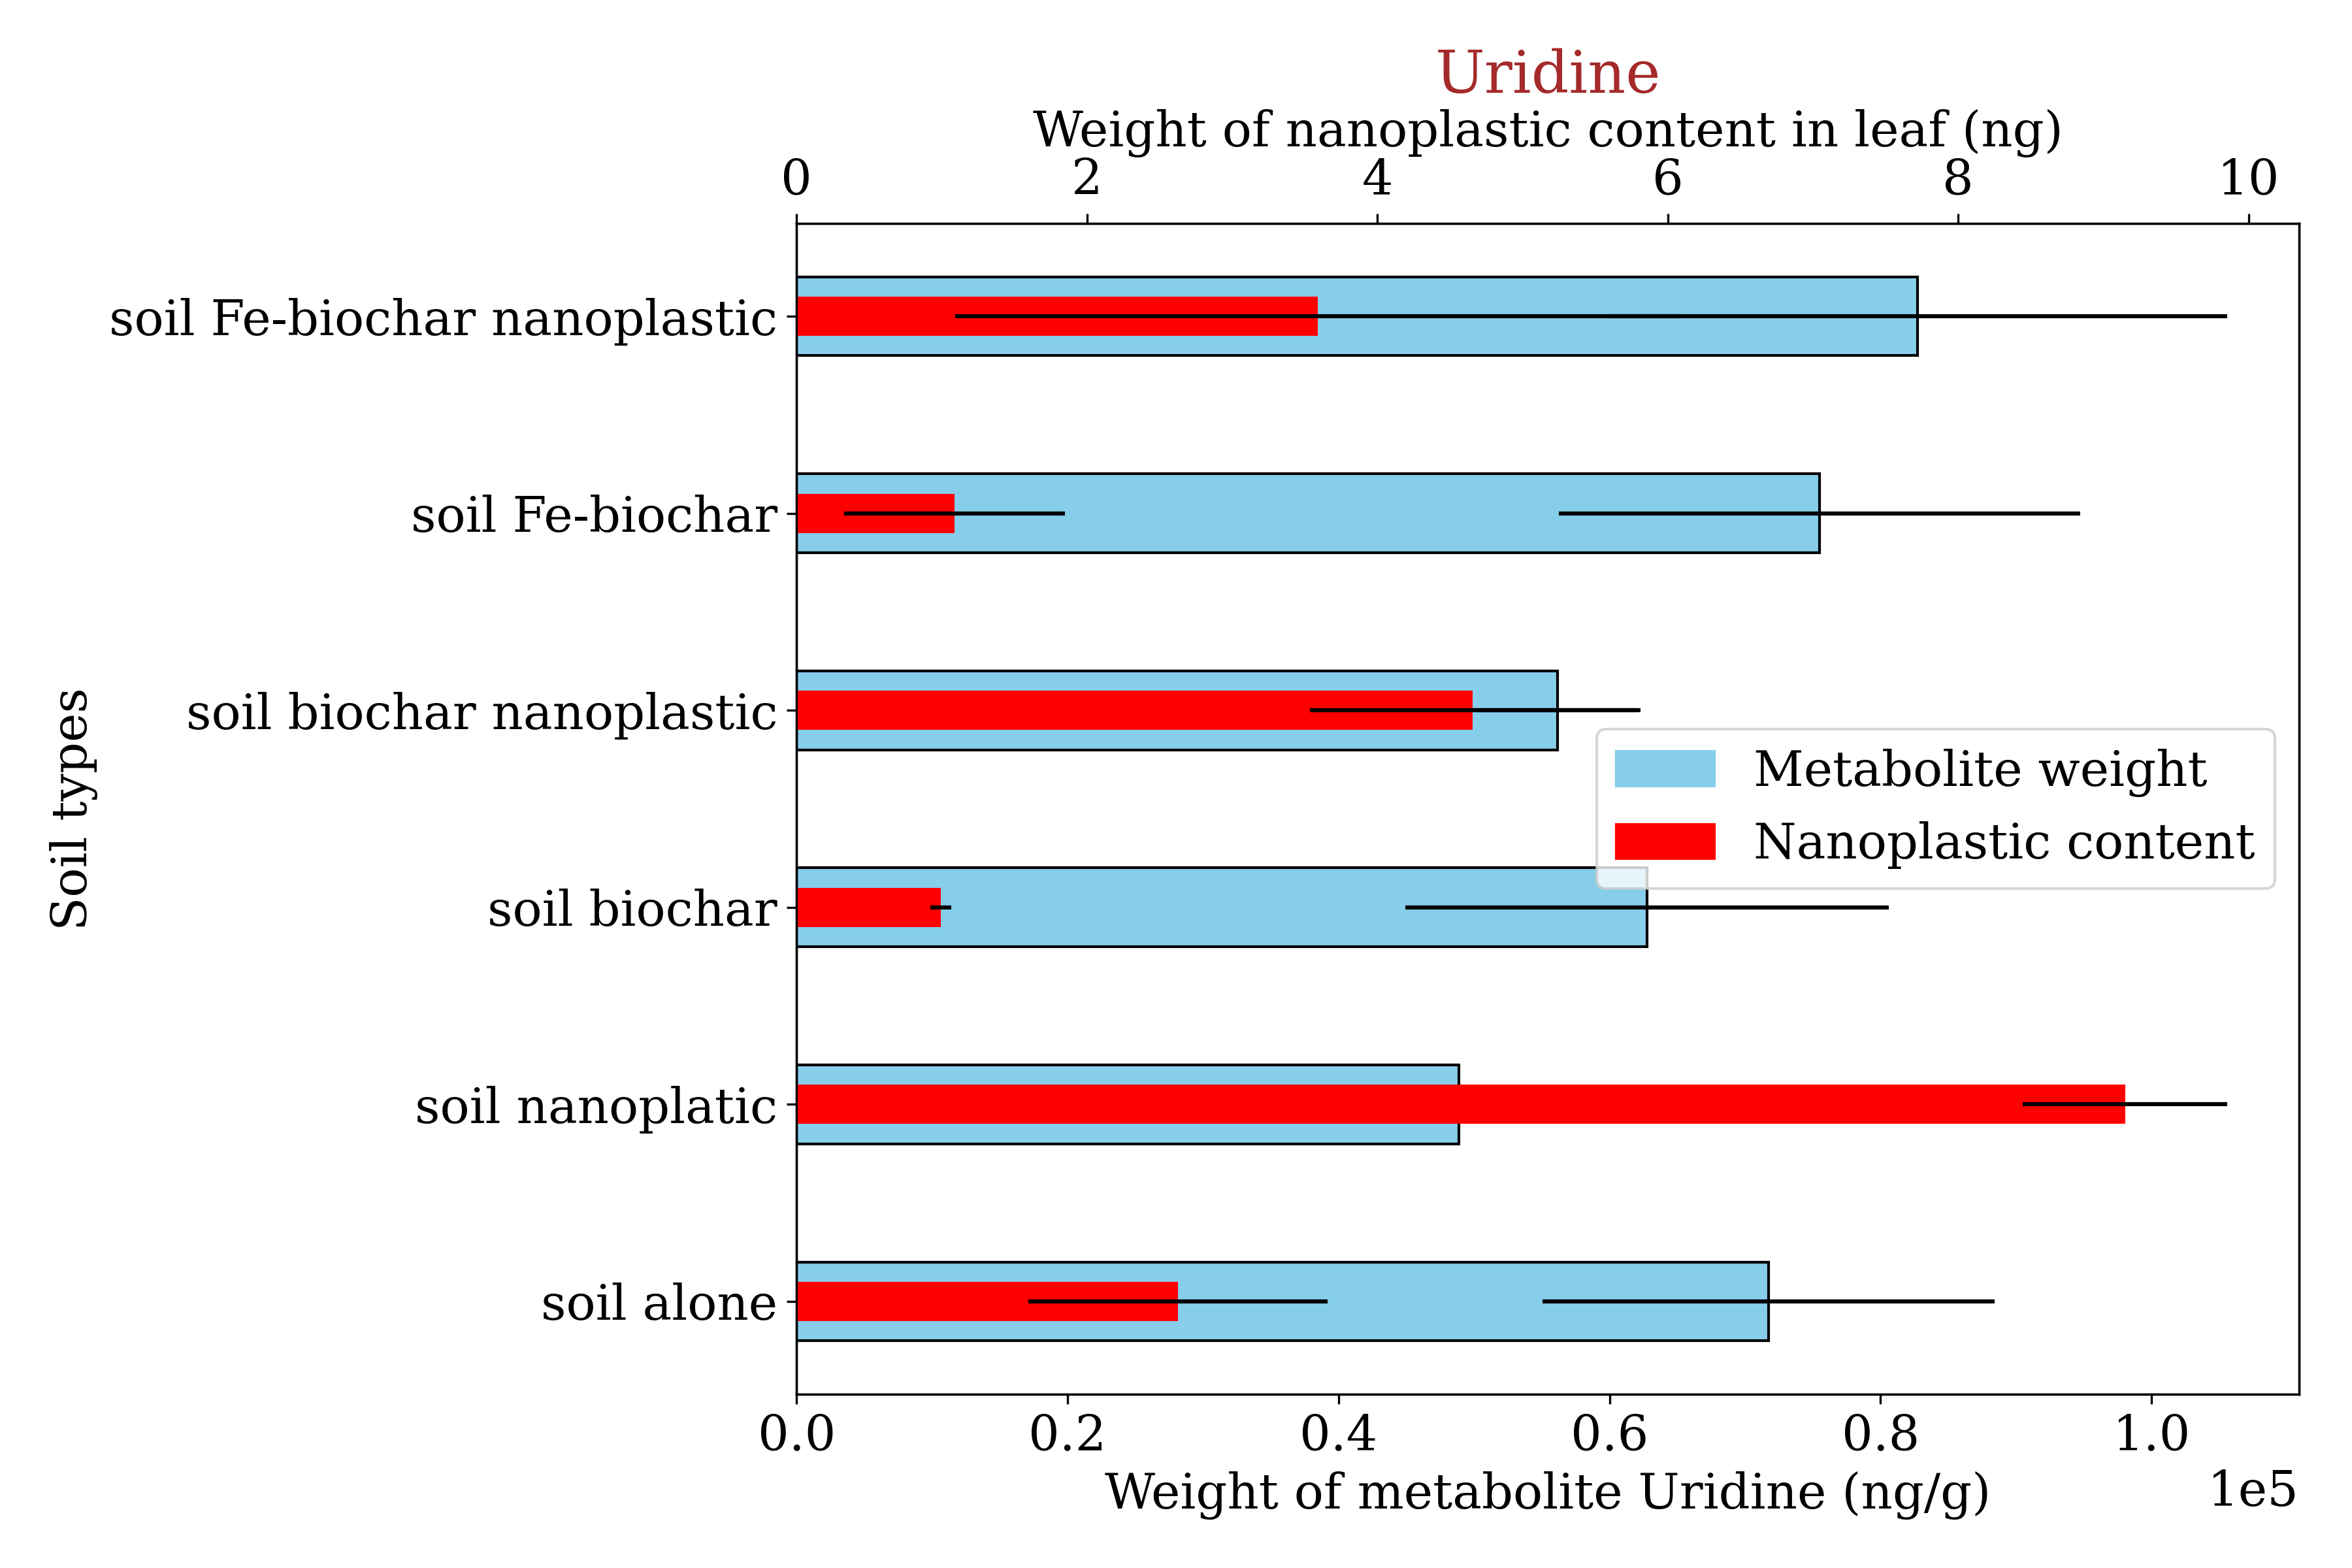 Uridine
Weight of nanoplastic content in leaf (ng)
0 2 4 6 8 10
soil Fe-biochar nanoplastic
soil Fe-biochar
soil biochar nanoplastic
soil biochar
soil nanoplatic
soil alone
Soil types
Metabolite weight
Nanoplastic content
0.0 0.2 0.4 0.6 0.8 1.0
Weight of metabolite Uridine (ng/g)
1e5